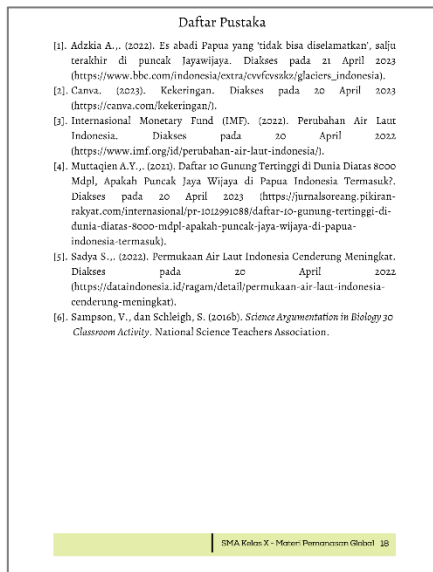 Daftar Pustaka
[1]. Adzkia A.,. (2022). Es abadi Papua yang 'tidak bisa diselamatkan', salju
terakhir di puncak Jayawijaya. Diakses pada 21 April 2023
(https://www.bbc.com/indonesia/extra/cvvfcvszkz/glaciers_indonesia).
[2]. Canva. (2023). Kekeringan. Diakses pada 20 April 2023
(https://canva.com/kekeringan/).
[3]. Internasional Monetary Fund (IMF). (2022). Perubahan Air Laut
Indonesia. Diakses pada 20 April 2022
(https://www.imf.org/id/perubahan-air-laut-indonesia/).
[4]. Muttaqien A.Y.,. (2021). Daftar 10 Gunung Tertinggi di Dunia Diatas 8000
Mdpl, Apakah Puncak Jaya Wijaya di Papua Indonesia Termasuk?.
Diakses pada 20 April 2023 (https://jurnalsoreang.pikiran-
rakyat.com/internasional/pr-1012991088/daftar-10-gunung-tertinggi-di-
dunia-diatas-8000-mdpl-apakah-puncak-jaya-wijaya-di-papua-
indonesia-termasuk).
[5]. Sadya S.,. (2022). Permukaan Air Laut Indonesia Cenderung Meningkat.
Diakses pada 20 April 2022
(https://dataindonesia.id/ragam/detail/permukaan-air-laut-indonesia-
cenderung-meningkat).
[6]. Sampson, V., dan Schleigh, S. (2016b). Science Argumentation in Biology 30
Classroom Activity. National Science Teachers Association.
SMA Kelas X - Materi Pemanasan Global 18